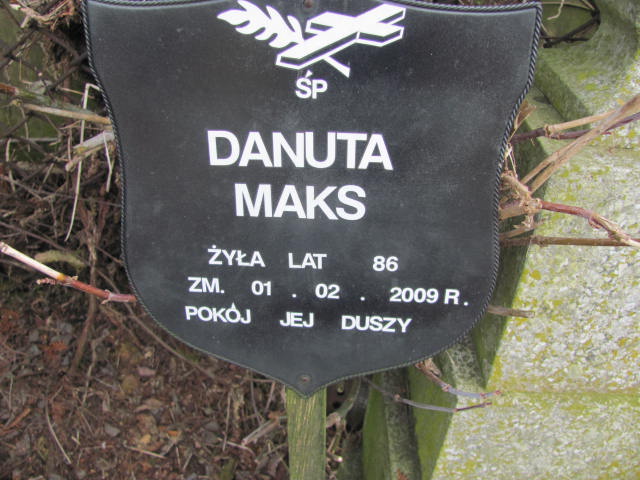 ŚP
DANUTA
MAKS
ŻYŁA LAT 86
ZM. 01 . 02 . 2009 R.
POKÓJ JEJ DUSZY